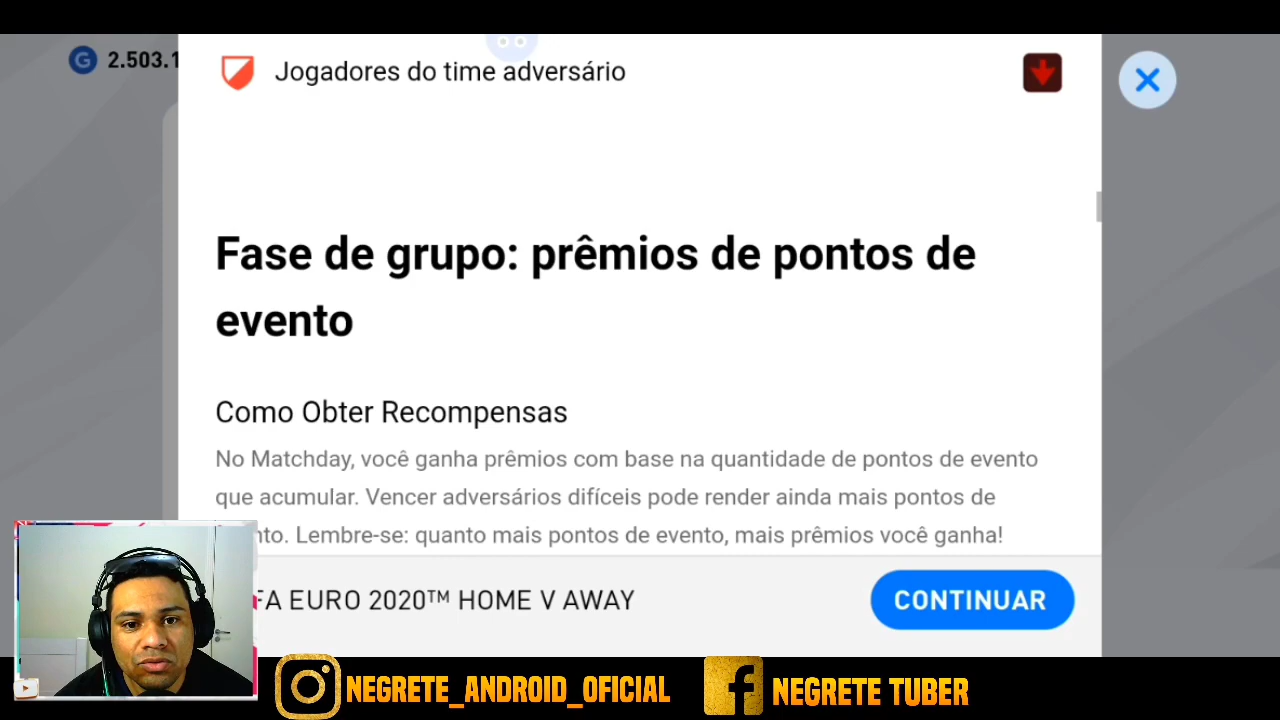 2.503.1
Jogadores do time adversário
Fase de grupo: prêmios de pontos de
evento
Como Obter Recompensas
No Matchday, você ganha prêmios com base na quantidade de pontos de evento
que acumular. Vencer adversários difíceis pode render ainda mais pontos de
nto. Lembre-se: quanto mais pontos de evento, mais prêmios você ganha!
FA EURO 2020™ HOME V AWAY
CONTINUAR
NEGRETE_ANDROID_OFICIAL
NEGRETE TUBER